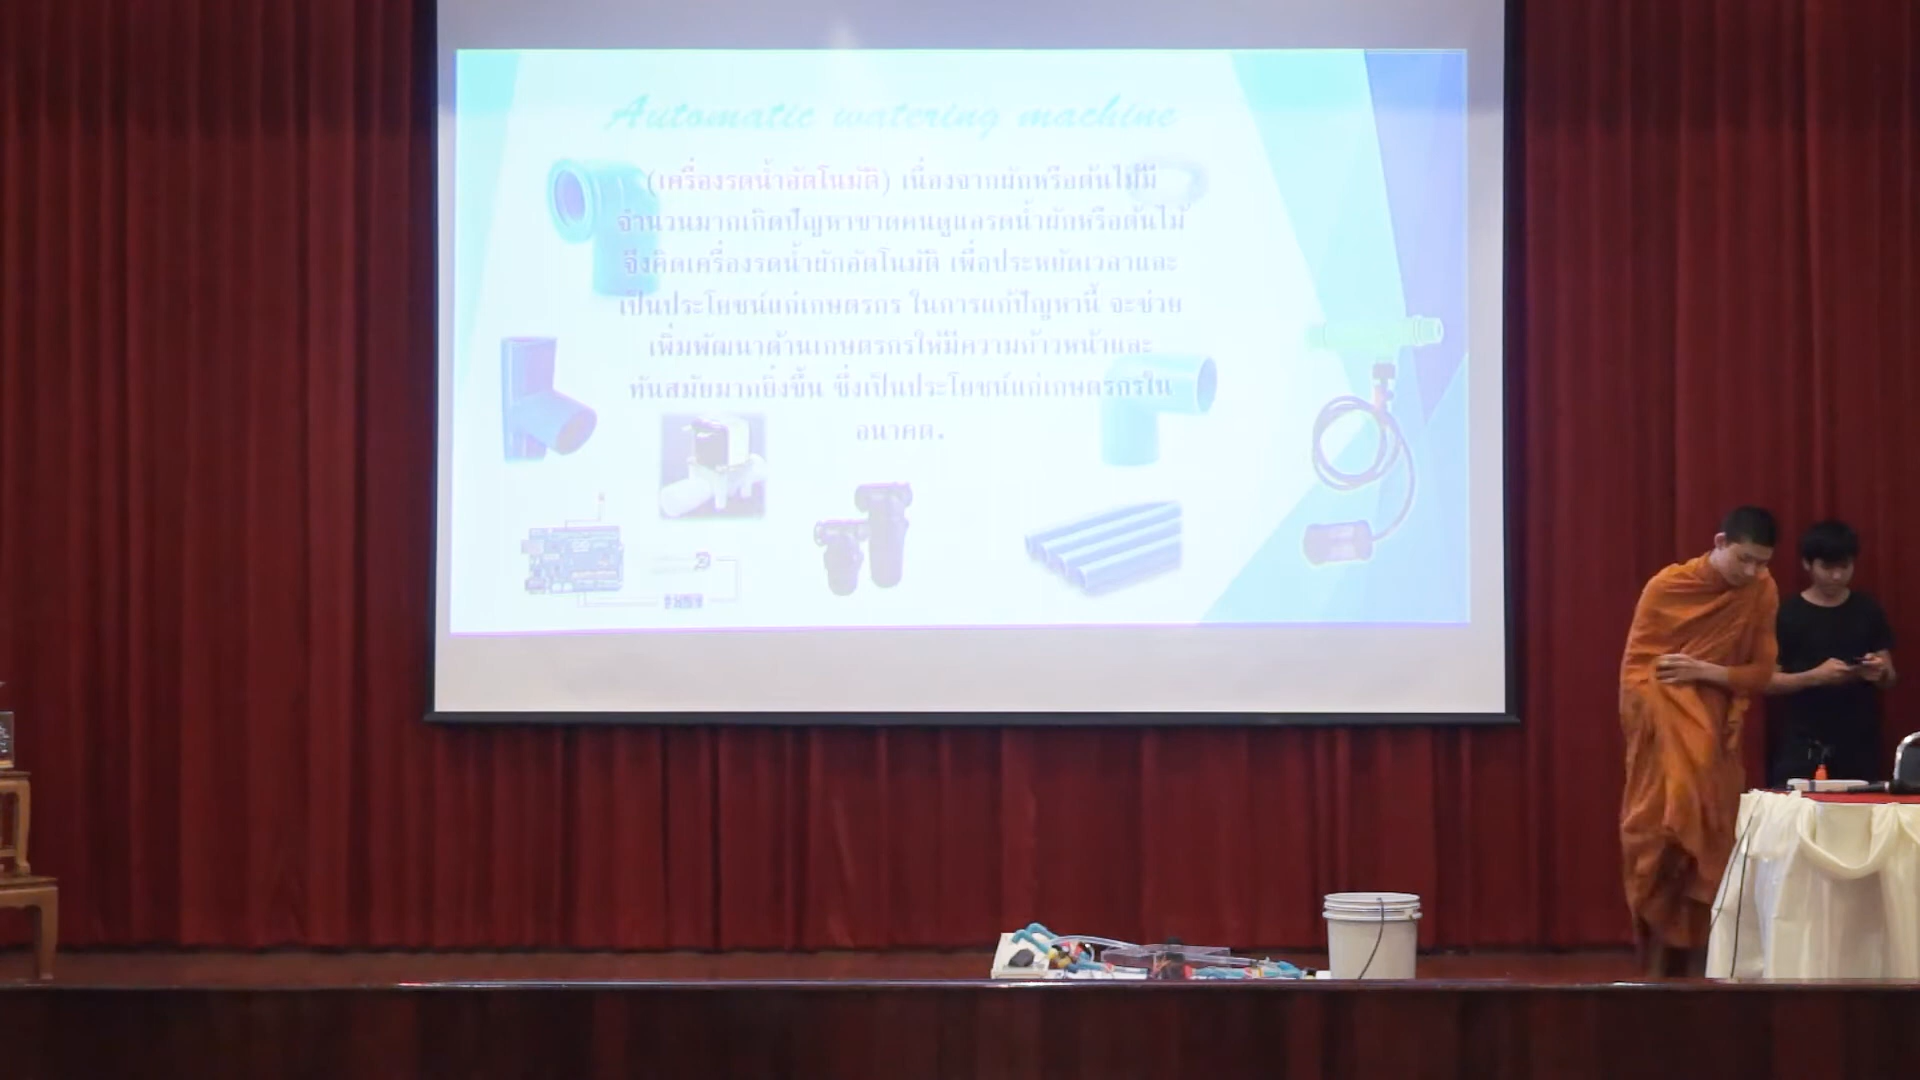 Automatic watering machine
(เครื่องรดน้ำอัตโนมัติ) เนื่องจากผักหรือต้นไม้มี
จำนวนมากเกิดปัญหาขาดคนดูแลรดน้ำผักหรือต้นไม้
จึงคิดเครื่องรดน้ำผักอัตโนมัติ เพื่อประหยัดเวลาและ
เป็นประโยชน์แก่เกษตรกร ในการแก้ปัญหานี้ จะช่วย
เพิ่มพัฒนาด้านเกษตรกรให้มีความก้าวหน้าและ
ทันสมัยมากยิ่งขึ้น ซึ่งเป็นประโยชน์แก่เกษตรกรใน
อนาคต.